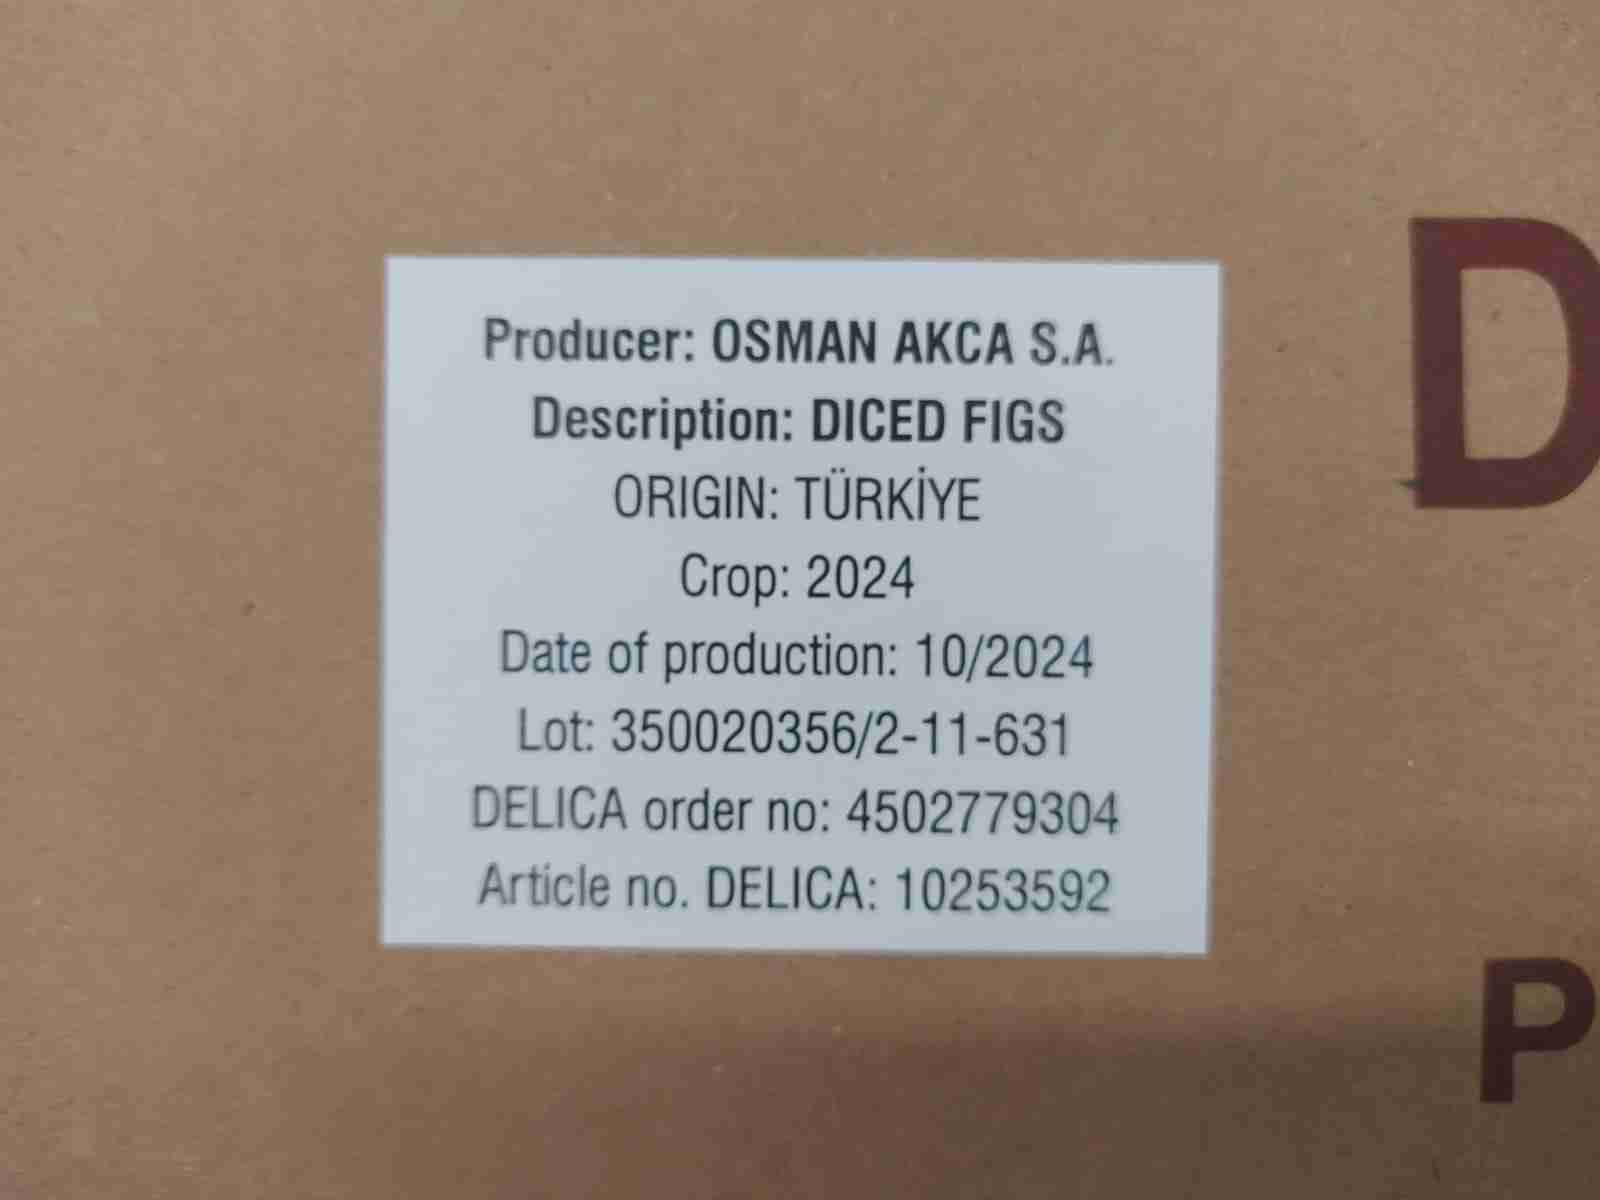 Producer: OSMAN AKCA S.A.
Description: DICED FIGS
ORIGIN: TÜRKİYE
Crop: 2024
Date of production: 10/2024
Lot: 350020356/2-11-631
DELICA order no: 4502779304
Article no. DELICA: 10253592
D
P